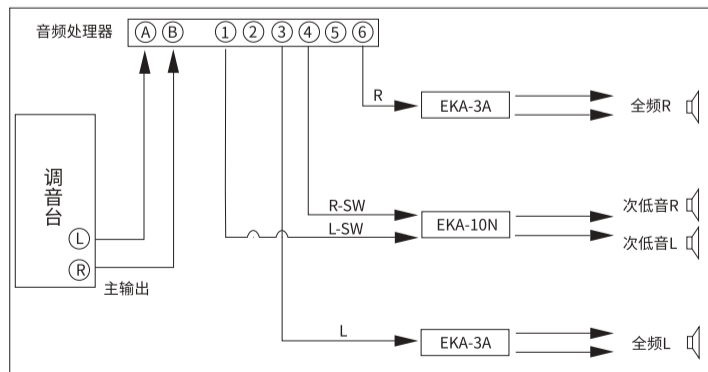 音频处理器 A B 1 2 3 4 5 6
R EKA-3A 全频R
调音台
R-SW 次低音R
L-SW EKA-10N 次低音L
L
R
主输出
L EKA-3A 全频L